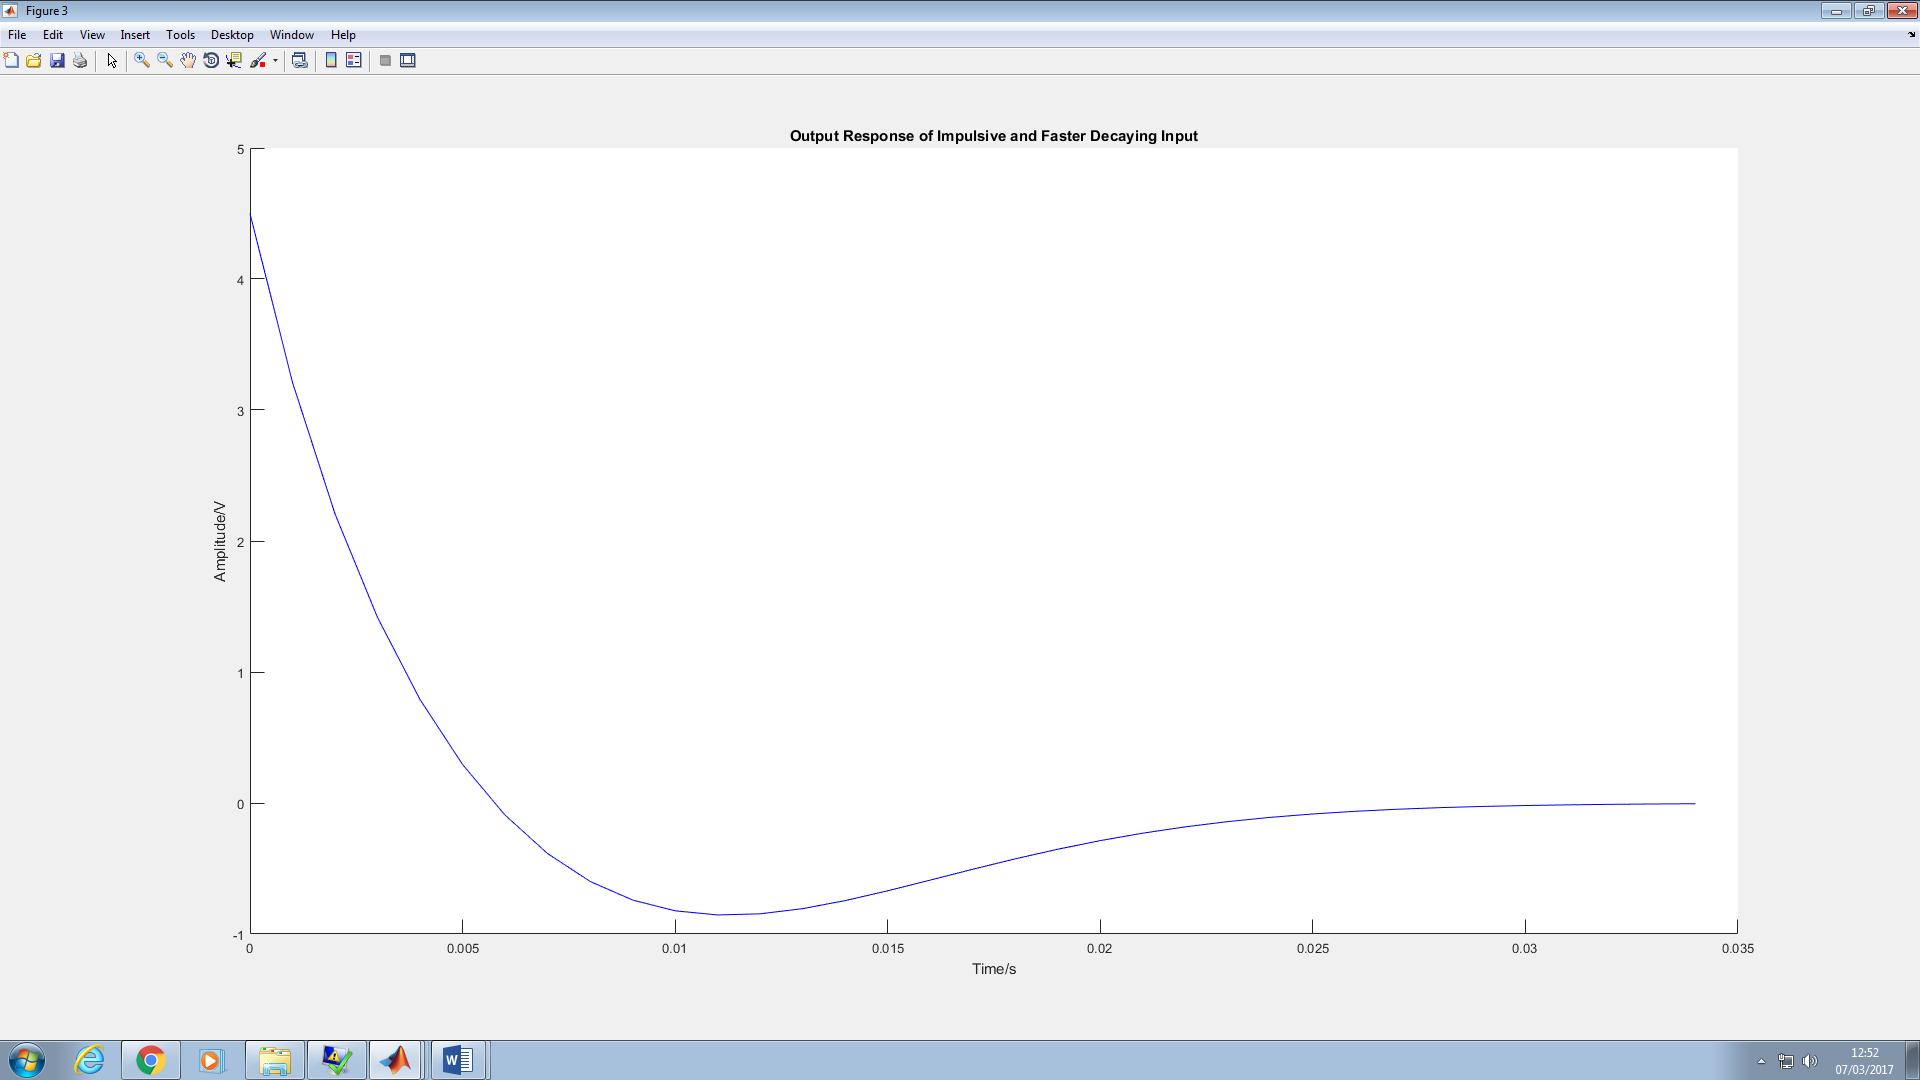 Figure 3
File Edit View Insert Tools Desktop Window Help
Output Response of Impulsive and Faster Decaying Input
5
4
3
2
1
0
-1
Amplitude/V
0 0.005 0.01 0.015 0.02 0.025 0.03 0.035
Time/s
12:52
07/03/2017